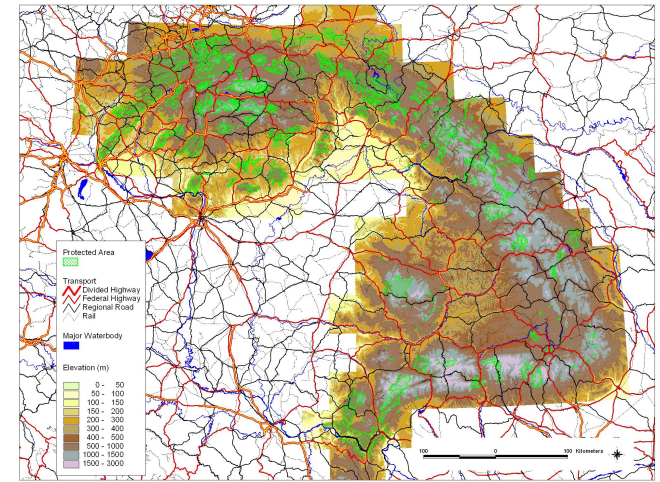 Protected Area
Transport
Divided Highway
Federal Highway
Regional Road
Rail
Major Waterbody
Elevation (m)
0 - 50
50 - 100
100 - 150
150 - 200
200 - 300
300 - 400
400 - 500
500 - 1000
1000 - 1500
1500 - 3000
100 0 100 Kilometers